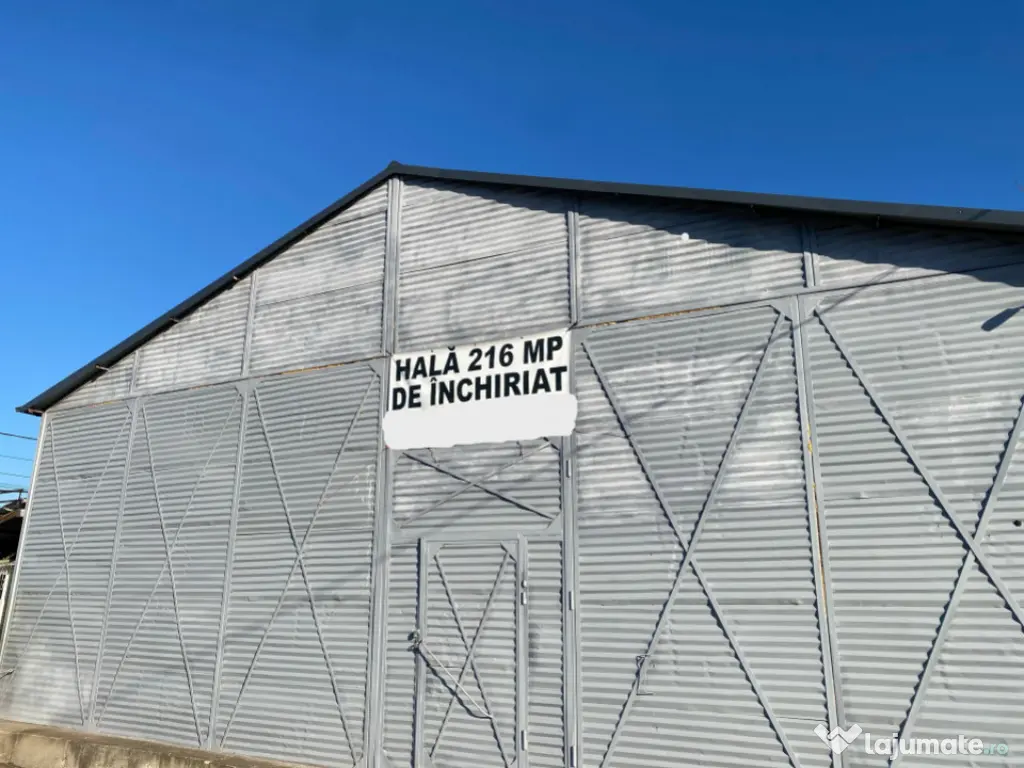 HALĂ 216 MP
DE ÎNCHIRIAT
lajumate.ro